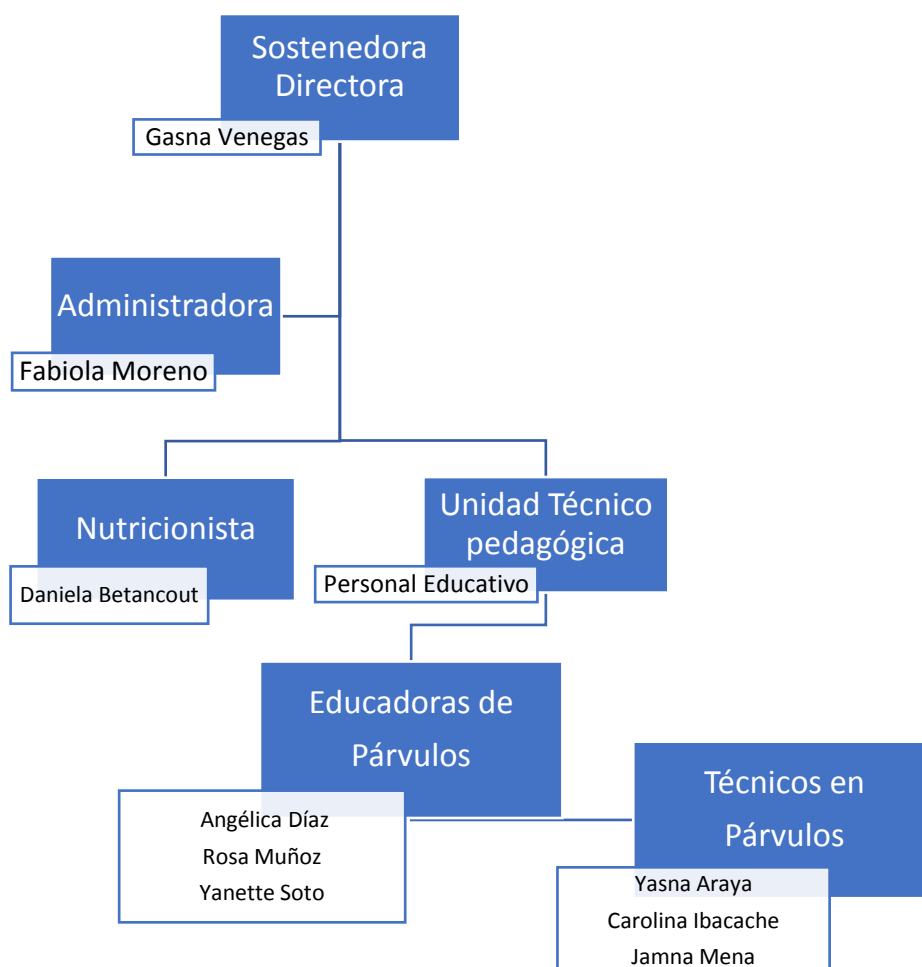 Sostenedora
Directora
Gasna Venegas
Administradora
Fabiola Moreno
Nutricionista
Daniela Betancout
Unidad Técnico
pedagógica
Personal Educativo
Educadoras de
Párvulos
Angélica Díaz
Rosa Muñoz
Yanette Soto
Técnicos en
Párvulos
Yasna Araya
Carolina Ibacache
Jamna Mena